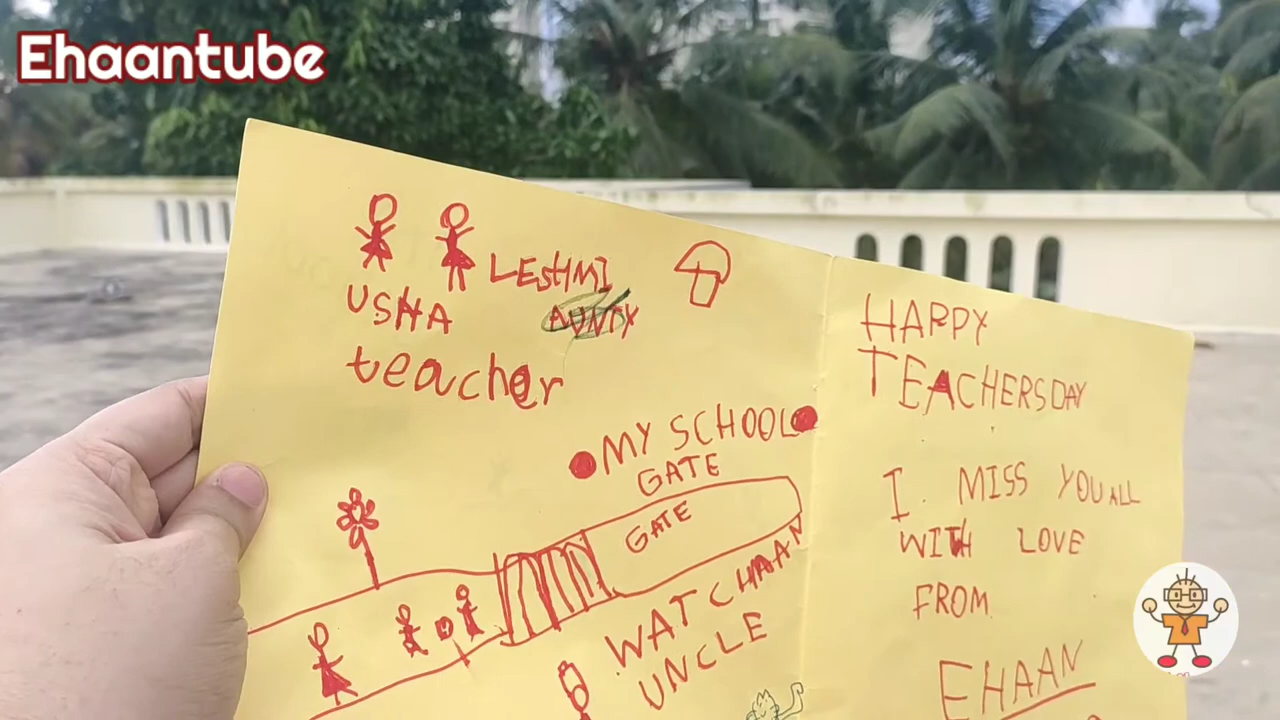 Ehaantube
LESHMI
USHA
AUNTY
teacher
MY SCHOOL
GATE
GATE
WATCHAAN
UNCLE
HAPPY
TEACHERSDAY
I. MISS YOU ALL
WITH LOVE
FROM
EHAAN